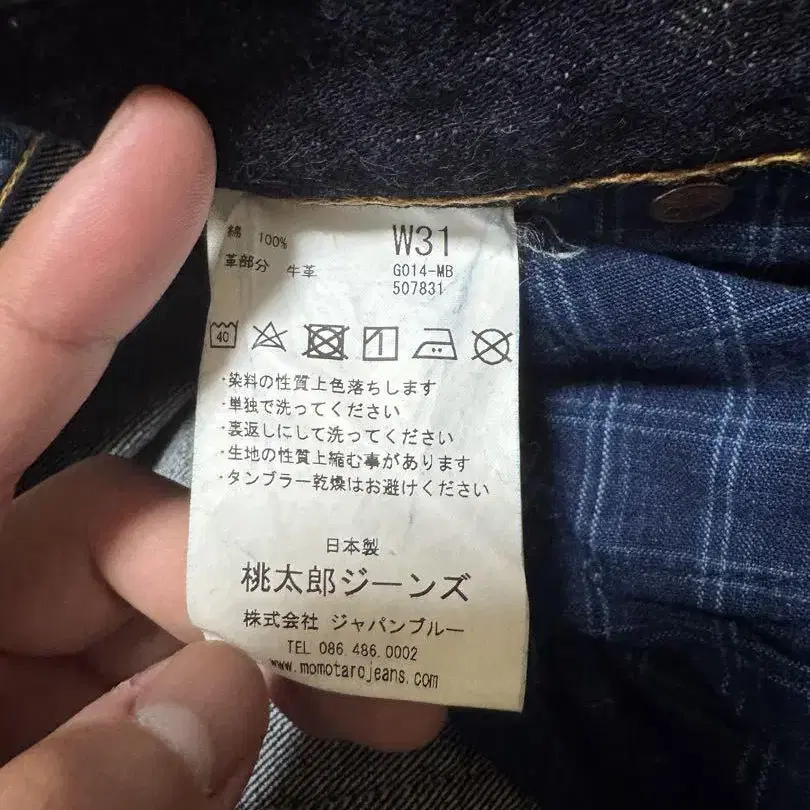 綿 100%
革部分 牛革
W31
G014-MB
507831
40
・染料の性質上色落ちします
・単独で洗ってください
・裏返しにして洗ってください
・生地の性質上縮む事があります
・タンブラー乾燥はお避けください
日本製
桃太郎ジーンズ
株式会社 ジャパンブルー
TEL 086.486.0002
www.momotarojeans.com